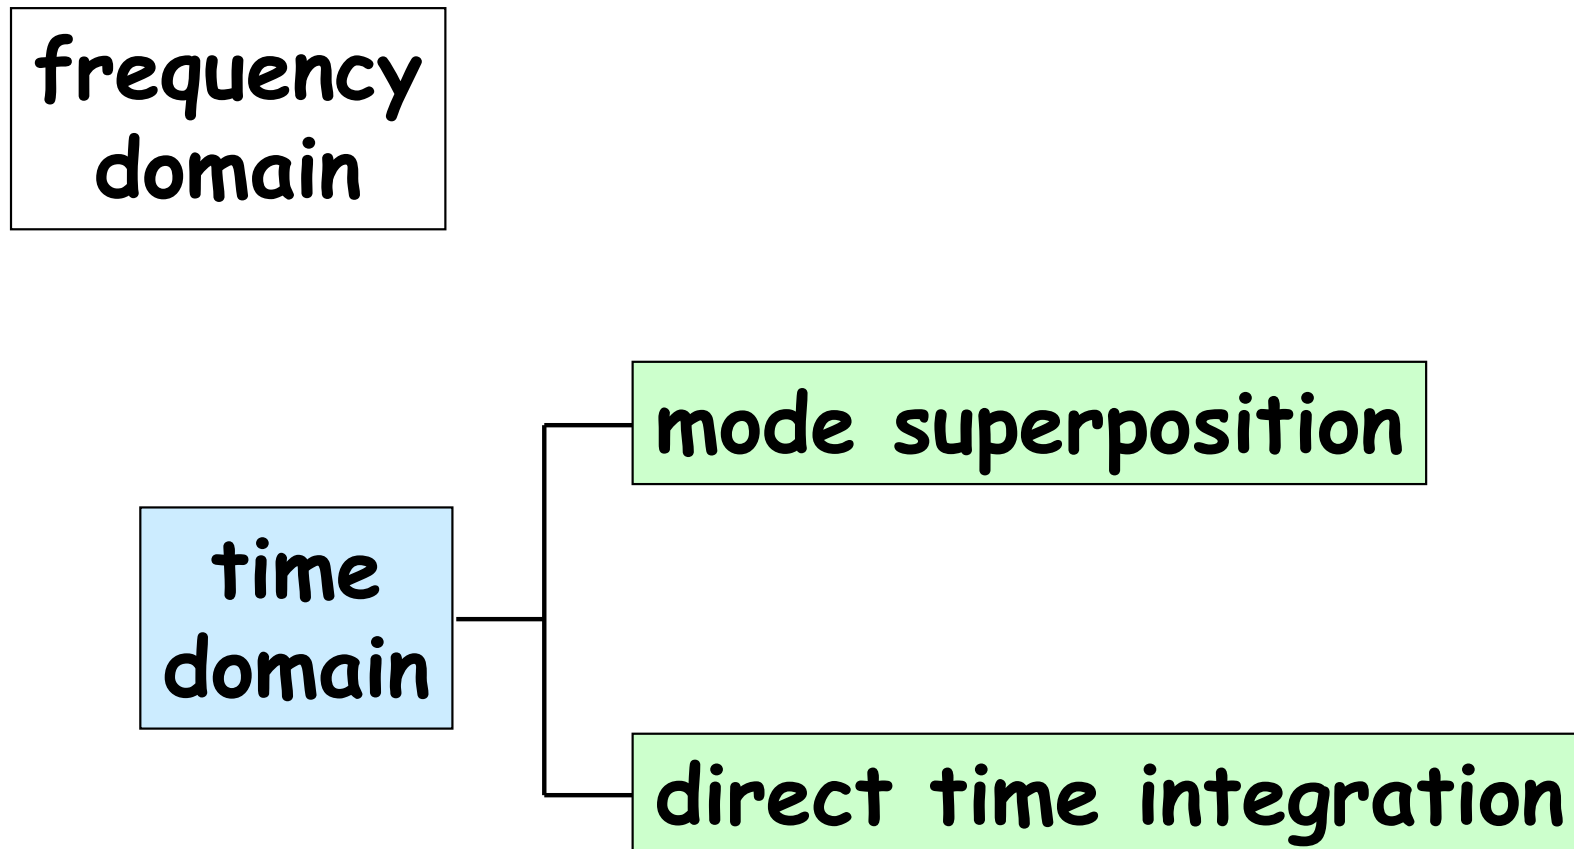 frequency
domain
mode superposition
time
domain
direct time integration